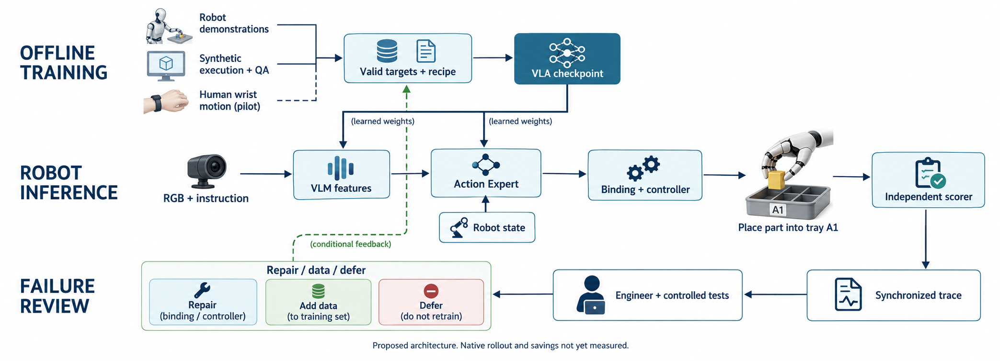 OFFLINE
TRAINING
Robot
demonstrations
Synthetic
execution + QA
Human wrist
motion (pilot)
Valid targets + recipe
VLA checkpoint
(learned weights)
(learned weights)
ROBOT
INFERENCE
RGB + instruction
VLM features
Action Expert
Robot state
Binding + controller
A1
Place part into tray A1
Independent scorer
(conditional feedback)
FAILURE
REVIEW
Repair / data / defer
Repair
(binding / controller)
Add data
(to training set)
Defer
(do not retrain)
Engineer + controlled tests
Synchronized trace
Proposed architecture. Native rollout and savings not yet measured.